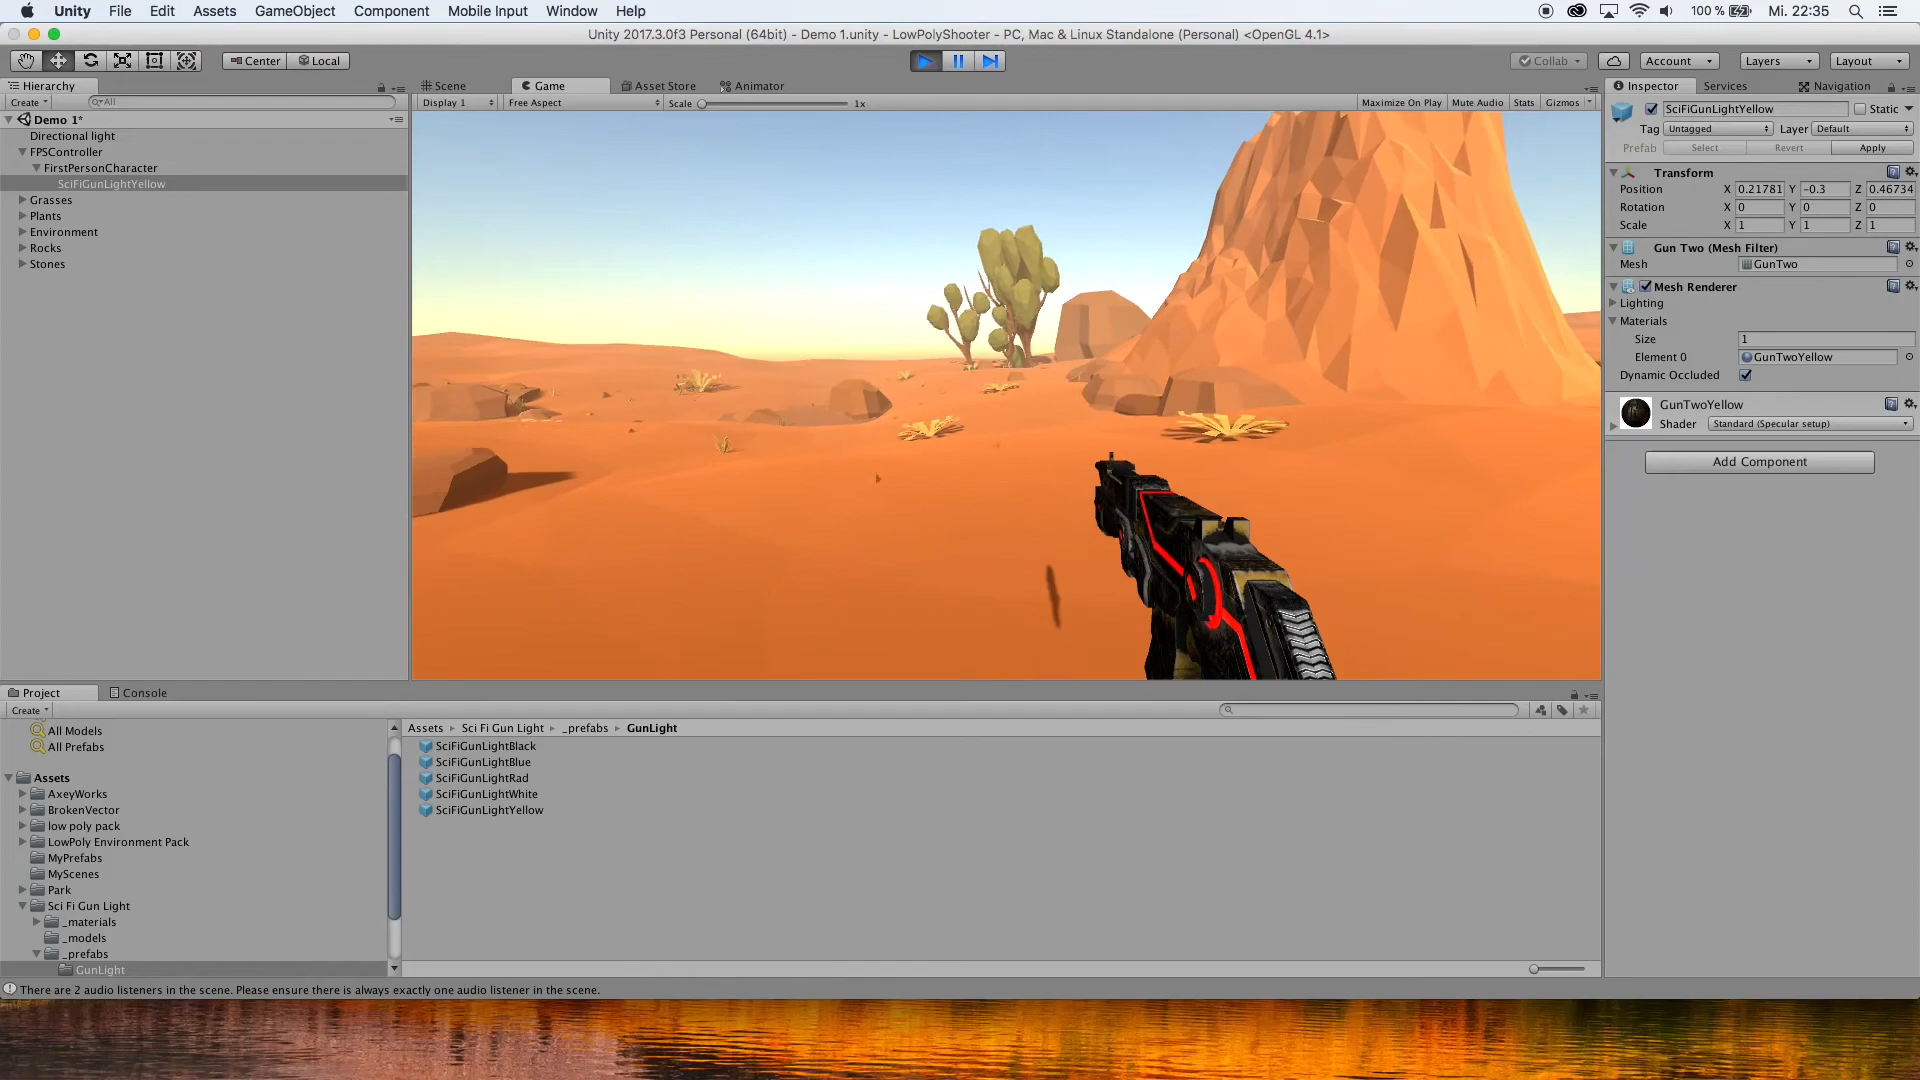 Unity File Edit Assets GameObject Component Mobile Input Window Help 100 % Mi. 22:35
Unity 2017.3.0f3 Personal (64bit) - Demo 1.unity - LowPolyShooter - PC, Mac & Linux Standalone (Personal) <OpenGL 4.1>
Center Local Collab Account Layers Layout
Hierarchy
Create All
Demo 1*
Directional light
FPSController
FirstPersonCharacter
SciFiGunLightYellow
Grasses
Plants
Environment
Rocks
Stones
Scene Game Asset Store Animator
Display 1 Free Aspect Scale 1x Maximize On Play Mute Audio Stats Gizmos
Inspector Services Navigation
SciFiGunLightYellow Static
Tag Untagged Layer Default
Prefab Select Revert Apply
Transform
Position X 0.21781 Y -0.3 Z 0.46734
Rotation X 0 Y 0 Z 0
Scale X 1 Y 1 Z 1
Gun Two (Mesh Filter)
Mesh GunTwo
Mesh Renderer
Lighting
Materials
Size 1
Element 0 GunTwoYellow
Dynamic Occluded
GunTwoYellow
Shader Standard (Specular setup)
Add Component
Project Console
Create
All Models
All Prefabs
Assets
AxeyWorks
BrokenVector
low poly pack
LowPoly Environment Pack
MyPrefabs
MyScenes
Park
Sci Fi Gun Light
_materials
_models
_prefabs
GunLight
Assets Sci Fi Gun Light _prefabs GunLight
SciFiGunLightBlack
SciFiGunLightBlue
SciFiGunLightRad
SciFiGunLightWhite
SciFiGunLightYellow
There are 2 audio listeners in the scene. Please ensure there is always exactly one audio listener in the scene.